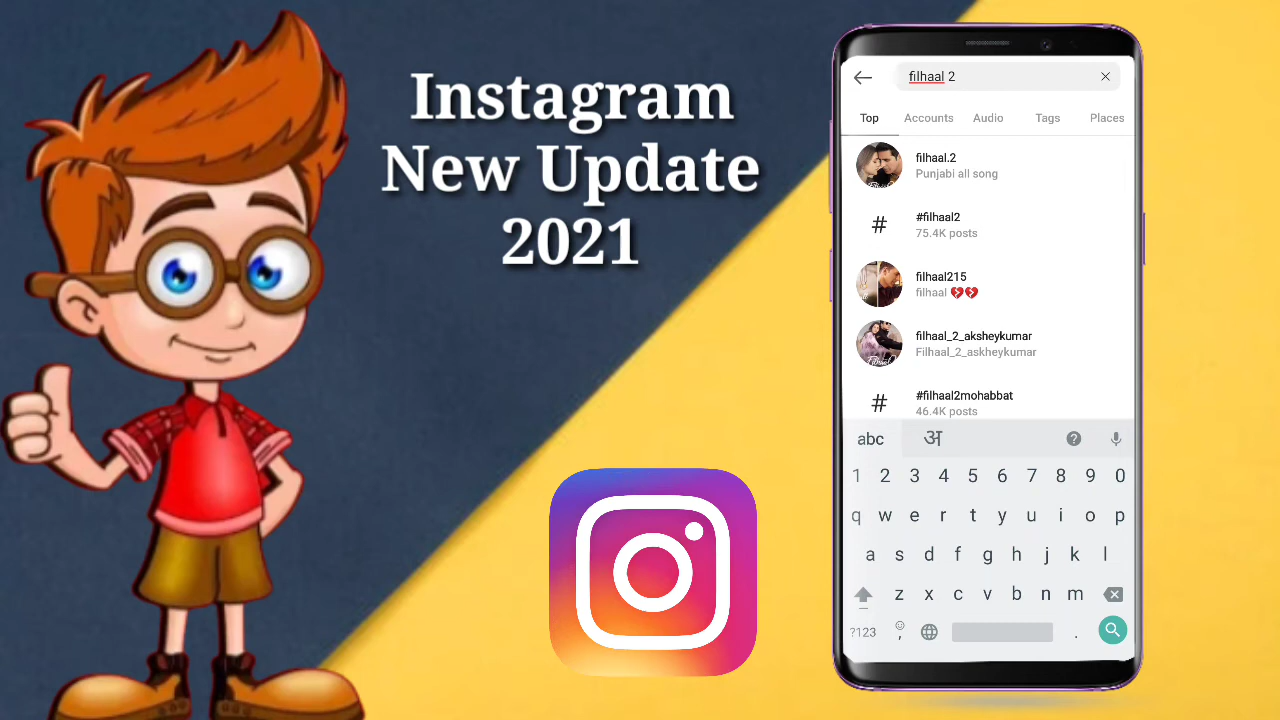 Instagram
New Update
2021
filhaal 2
Top Accounts Audio Tags Places
filhaal.2
Punjabi all song
# #filhaal2
75.4K posts
filhaal215
filhaal 💔💔
filhaal_2_aksheykumar
Filhaal_2_askheykumar
# #filhaal2mohabbat
46.4K posts
abc अ ?
1 2 3 4 5 6 7 8 9 0
q w e r t y u i o p
a s d f g h j k l
z x c v b n m
?123 , .